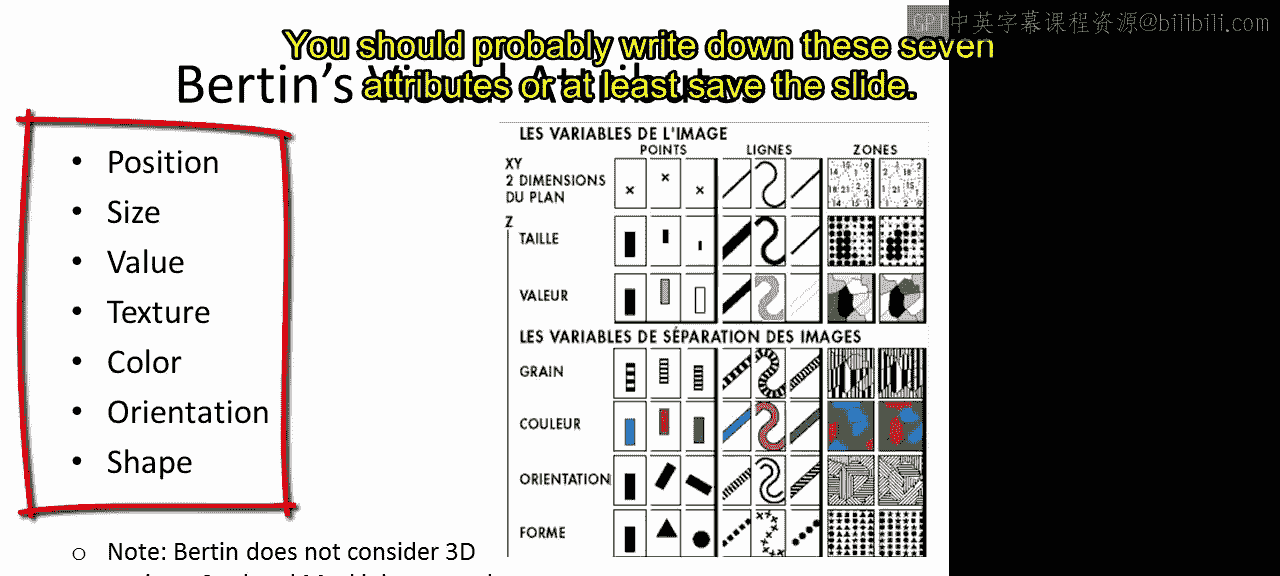 GPT中英字幕课程资源@bilibili.com
You should probably write down these seven
attributes or at least save the slide.
Bertin's Visual Attributes
• Position
• Size
• Value
• Texture
• Color
• Orientation
• Shape
o Note: Bertin does not consider 3D
LES VARIABLES DE L'IMAGE
POINTS LIGNES ZONES
XY
2 DIMENSIONS
DU PLAN
Z
TAILLE
VALEUR
LES VARIABLES DE SÉPARATION DES IMAGES
GRAIN
COULEUR
ORIENTATION
FORME